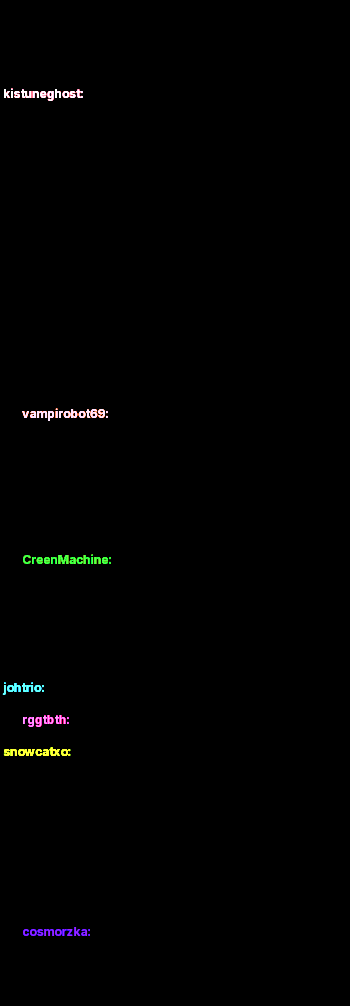 kistuneghost:
vampirobot69:
CreenMachine:
johtrio:
rggtbth:
snowcatxo:
cosmorzka: